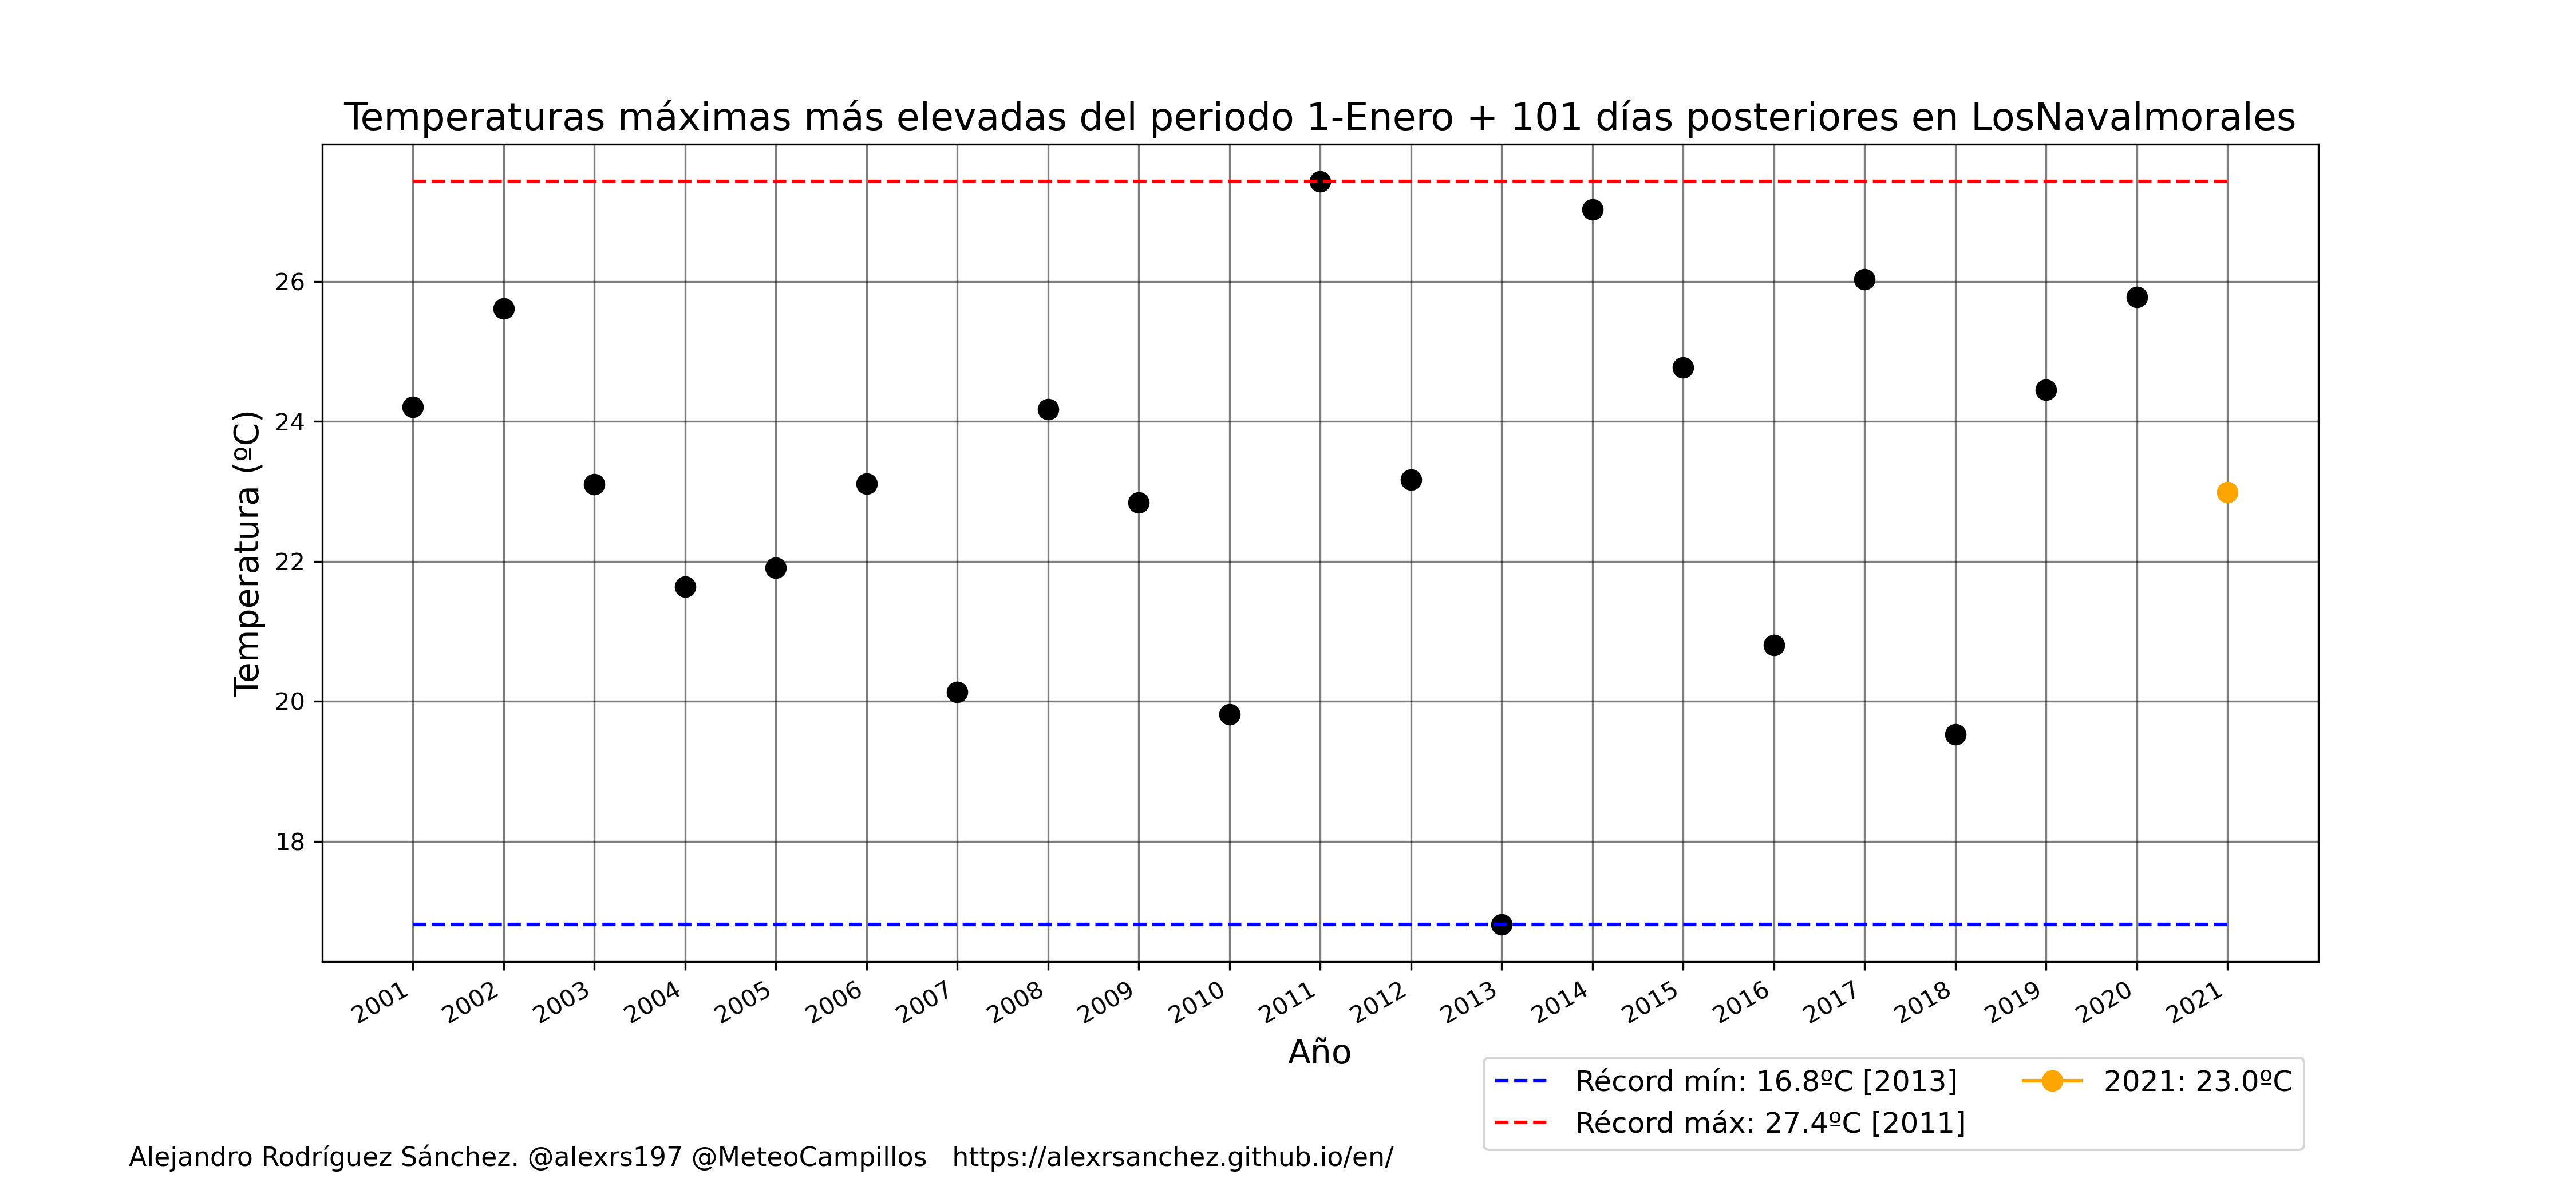 Temperaturas máximas más elevadas del periodo 1-Enero + 101 días posteriores en LosNavalmorales
Temperatura (ºC)
26
24
22
20
18
2001 2002 2003 2004 2005 2006 2007 2008 2009 2010 2011 2012 2013 2014 2015 2016 2017 2018 2019 2020 2021
Año
Récord mín: 16.8ºC [2013]
Récord máx: 27.4ºC [2011]
2021: 23.0ºC
Alejandro Rodríguez Sánchez. @alexrs197 @MeteoCampillos https://alexrsanchez.github.io/en/